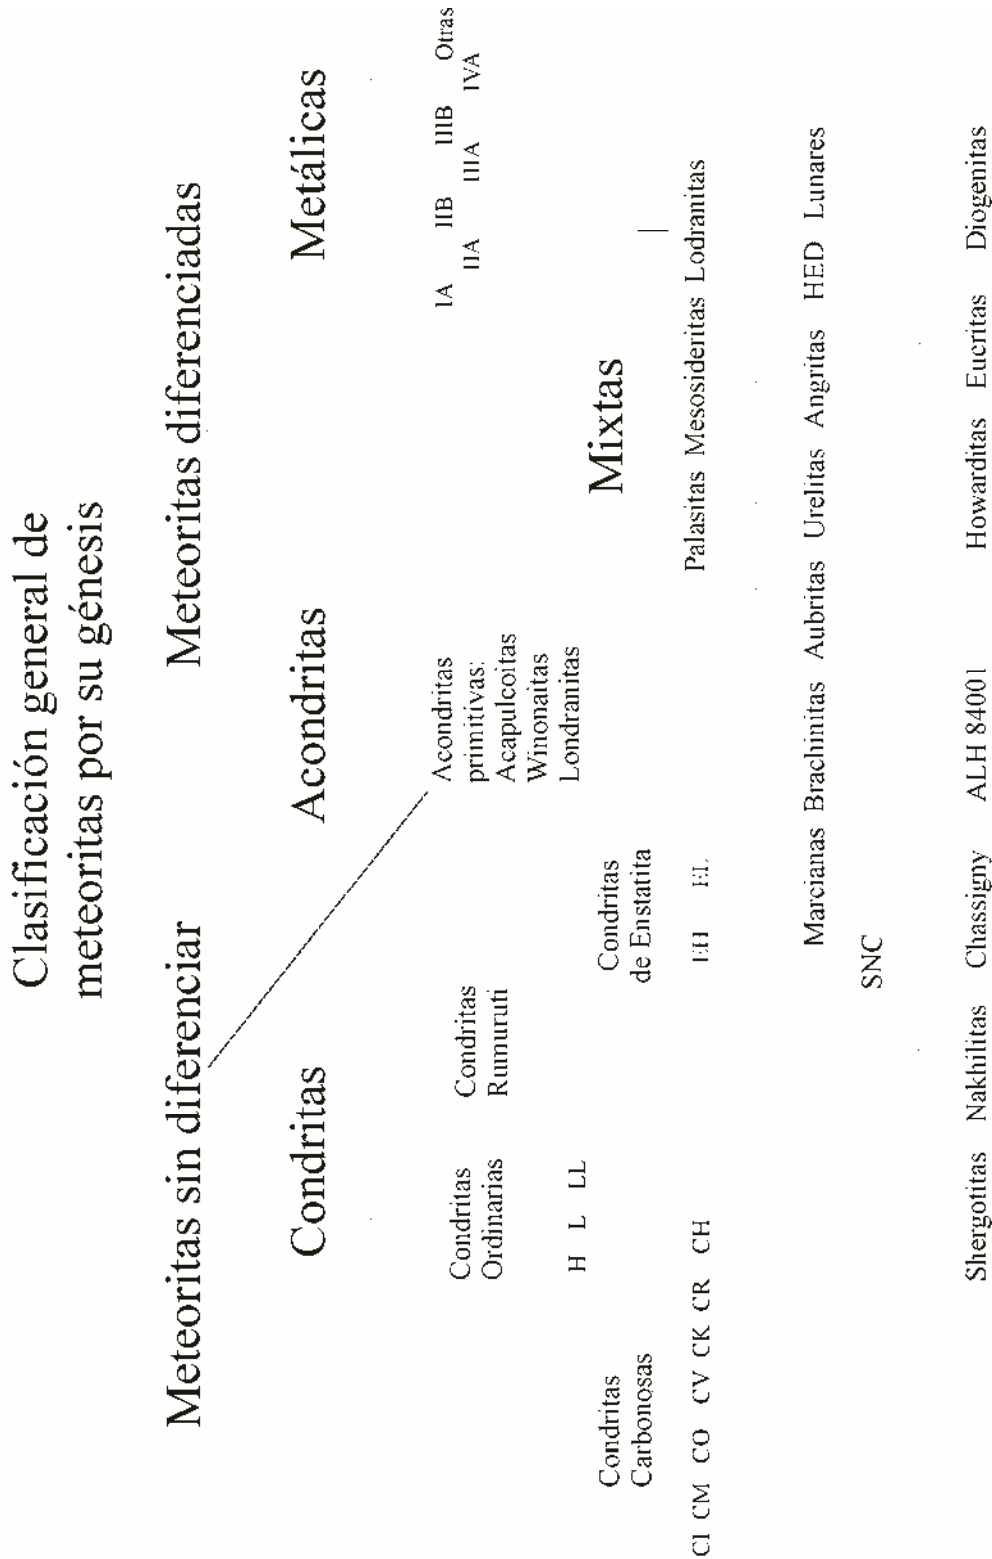 Clasificación general de
meteoritas por su génesis
Meteoritas sin diferenciar
Meteoritas diferenciadas
Condritas
Acondritas
Metálicas
IA IIB IIIB Otras
IIA IIIA IVA
Acondritas
primitivas:
Acapulcoitas
Winonaitas
Londranitas
Condritas
Ordinarias
Condritas
Rumuruti
H L LL
Mixtas
Condritas
Carbonosas
Condritas
de Enstatita
Palasitas Mesosideritas Lodranitas
CI CM CO CV CK CR CH
EH EL
Marcianas Brachinitas Aubritas Urelitas Angritas HED Lunares
SNC
Shergotitas Nakhilitas Chassigny ALH 84001 Howarditas Eucritas Diogenitas